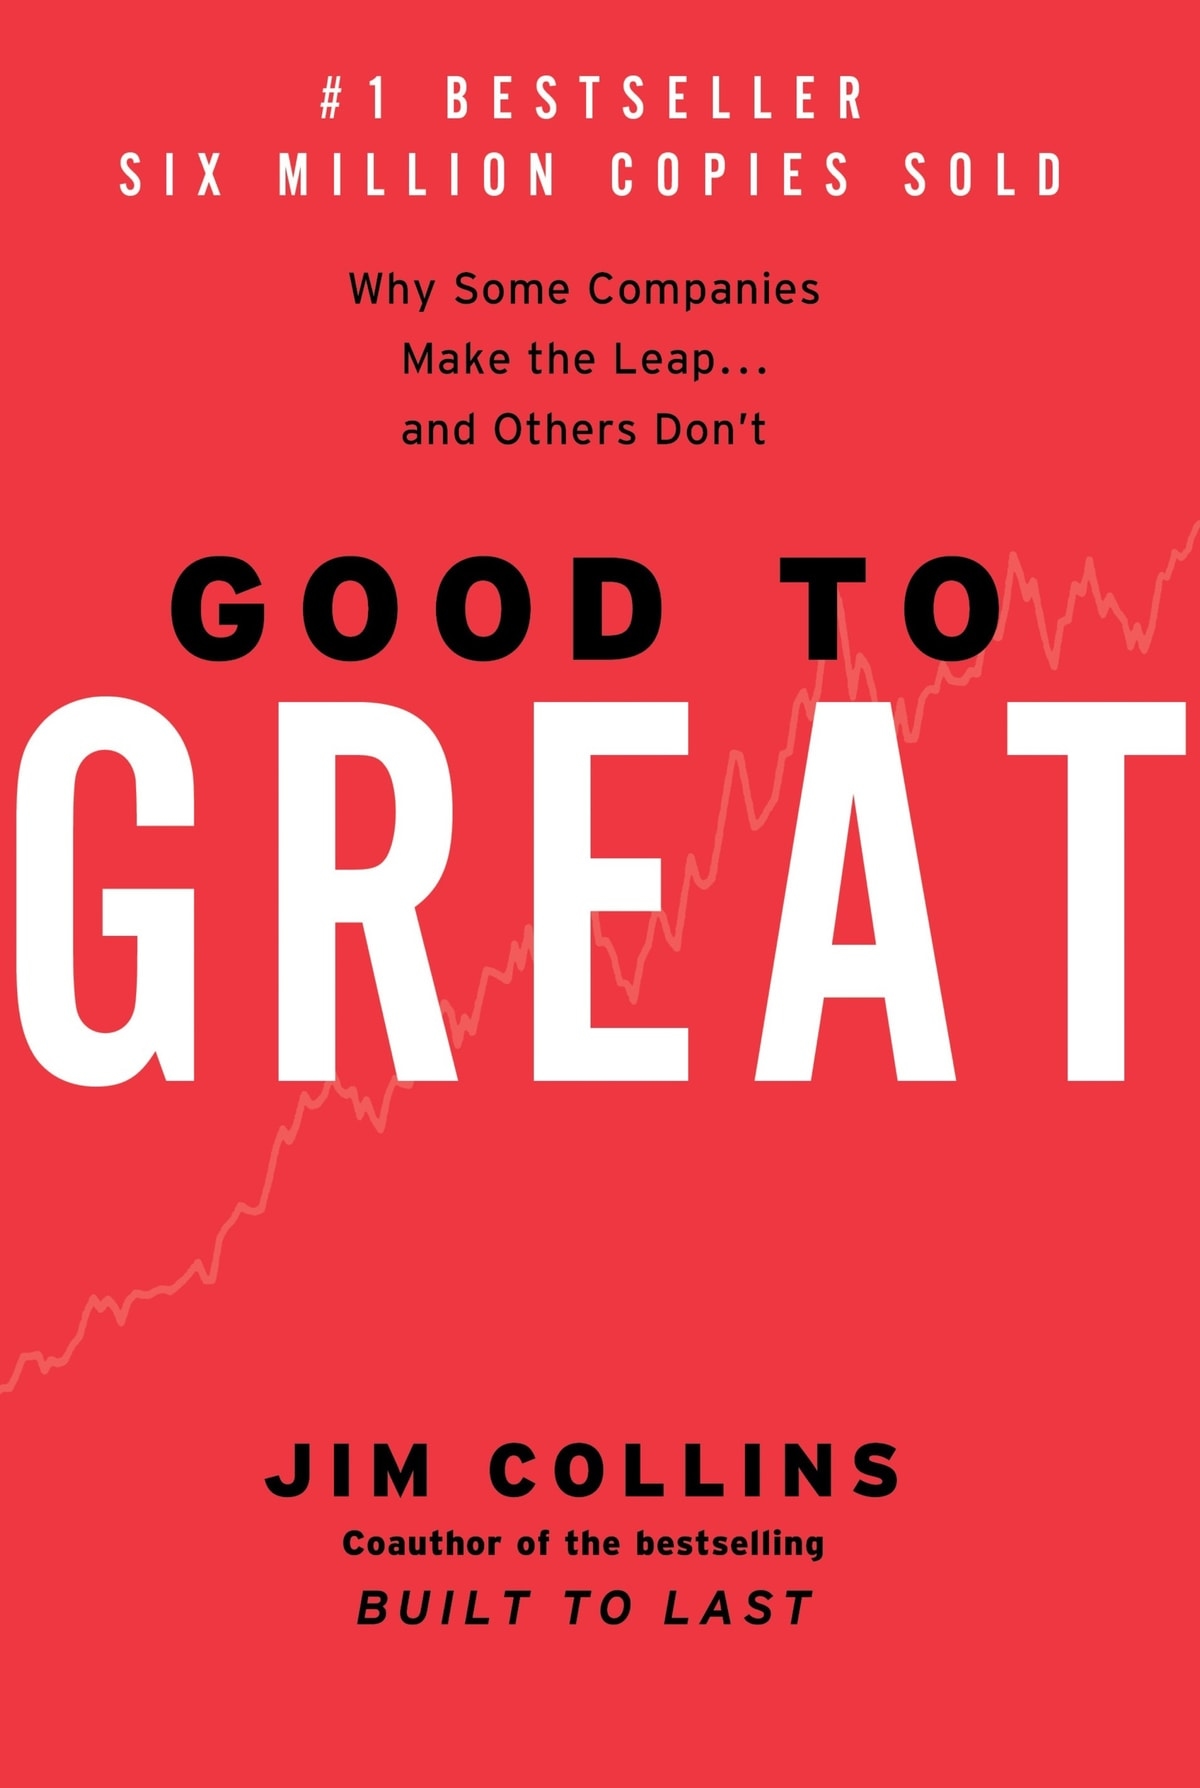 #1 BESTSELLER
SIX MILLION COPIES SOLD
Why Some Companies
Make the Leap...
and Others Don't
GOOD TO
GREAT
JIM COLLINS
Coauthor of the bestselling
BUILT TO LAST